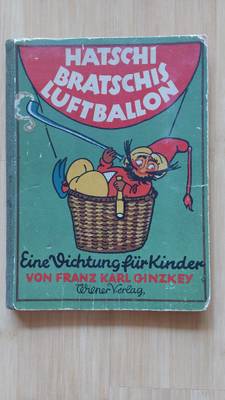 HATSCHI
BRATSCHIS
LUFTBALLON
Eine Dichtung für Kinder
VON FRANZ KARL GINZKEY
Wiener Verlag